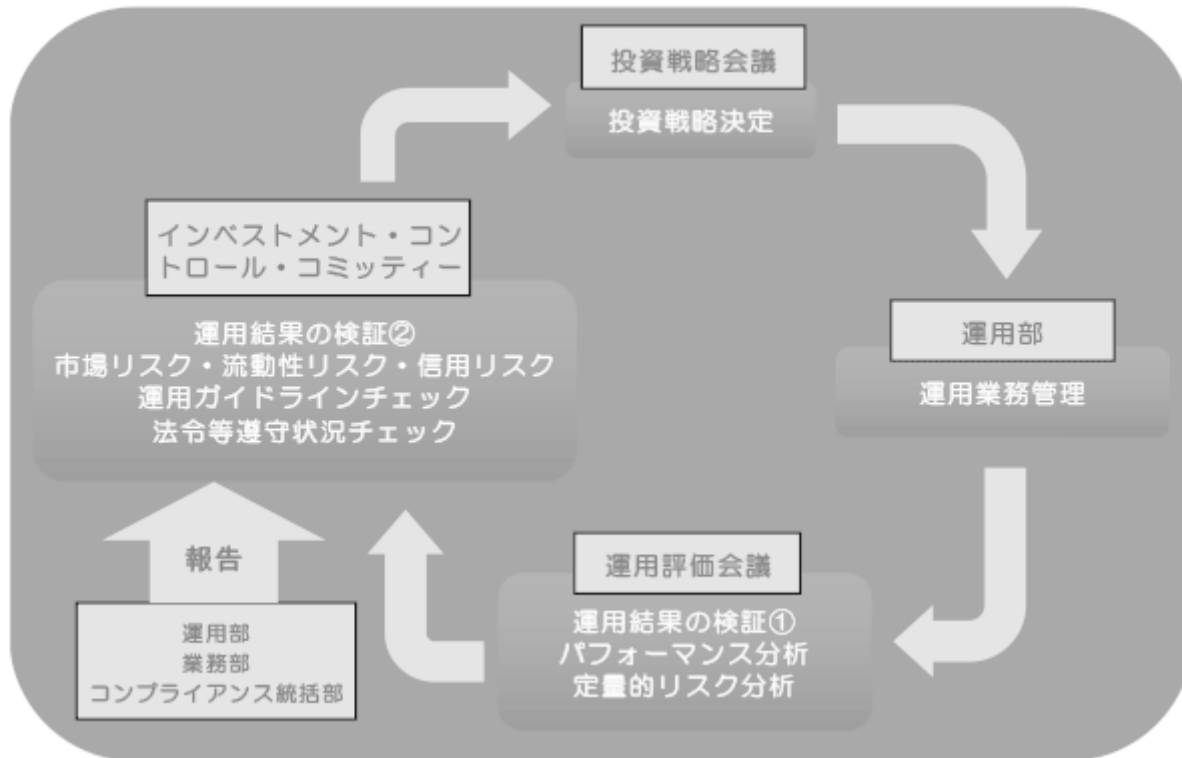 投資戦略会議
投資戦略決定
インベストメント・コン
トロール・コミッティー
運用結果の検証②
市場リスク・流動性リスク・信用リスク
運用ガイドラインチェック
法令等遵守状況チェック
運用部
運用業務管理
報告
運用部
業務部
コンプライアンス統括部
運用評価会議
運用結果の検証①
パフォーマンス分析
定量的リスク分析